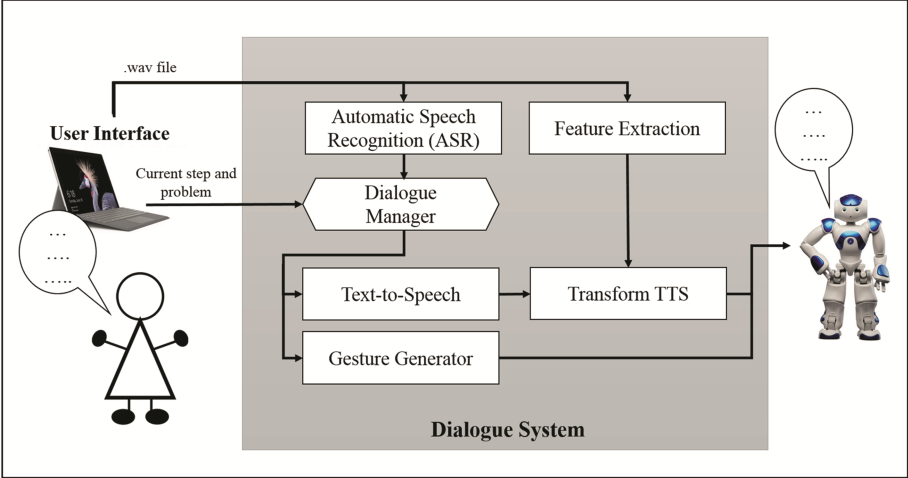 .wav file
User Interface
Automatic Speech
Recognition (ASR)
Feature Extraction
Current step and
problem
Dialogue
Manager
Text-to-Speech
Transform TTS
Gesture Generator
Dialogue System
...
....
.....
...
....
.....